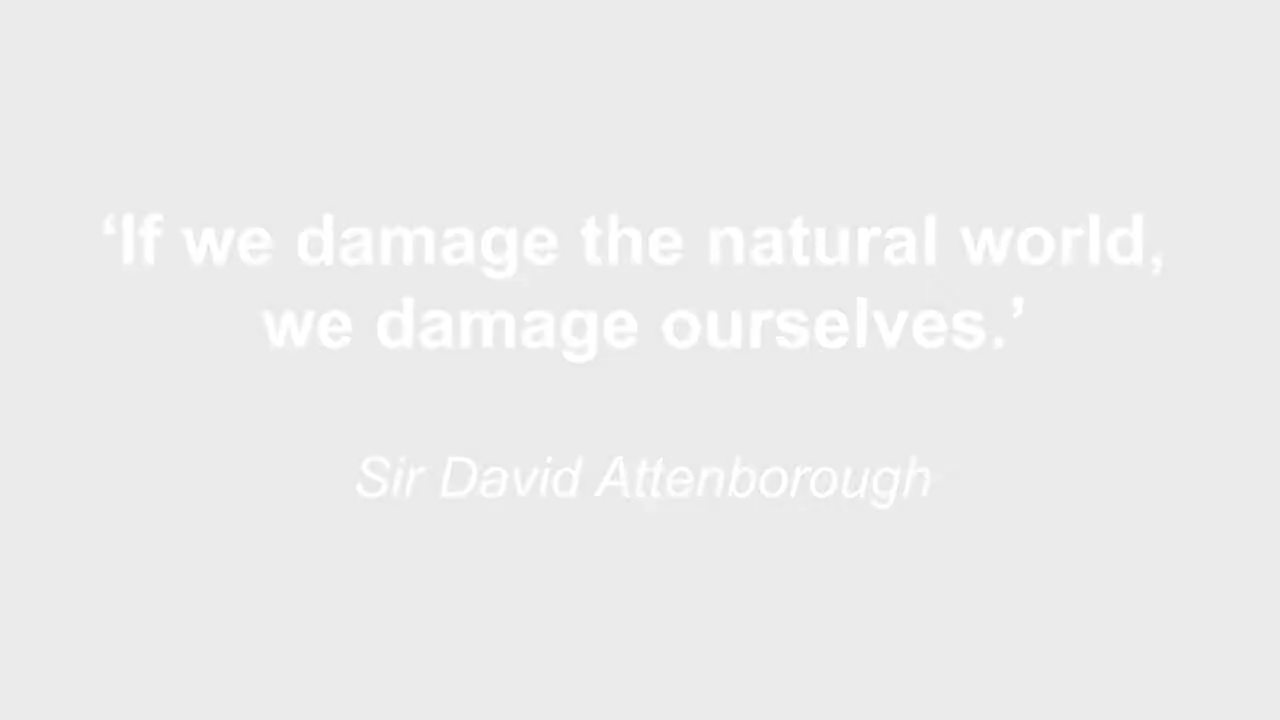 ‘If we damage the natural world,
we damage ourselves.’
Sir David Attenborough